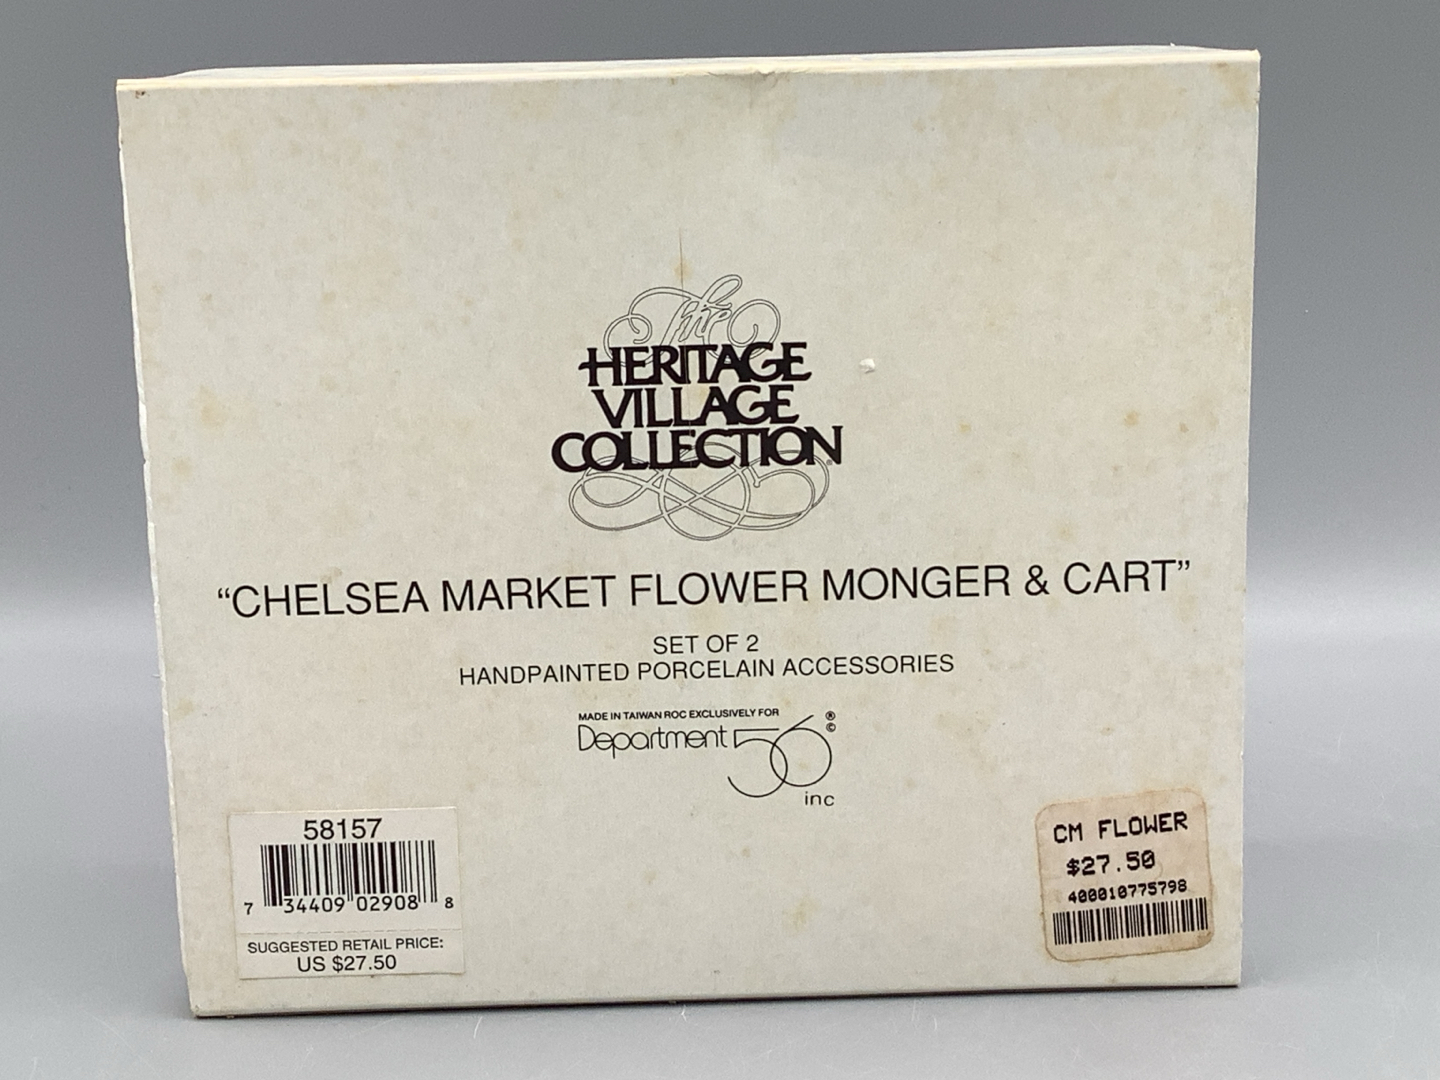 The
HERITAGE
VILLAGE
COLLECTION®
“CHELSEA MARKET FLOWER MONGER & CART”
SET OF 2
HANDPAINTED PORCELAIN ACCESSORIES
MADE IN TAIWAN ROC EXCLUSIVELY FOR
Department 56 ® ©
inc
58157
7 34409 02908 8
SUGGESTED RETAIL PRICE:
US $27.50
CM FLOWER
$27.50
400010775798